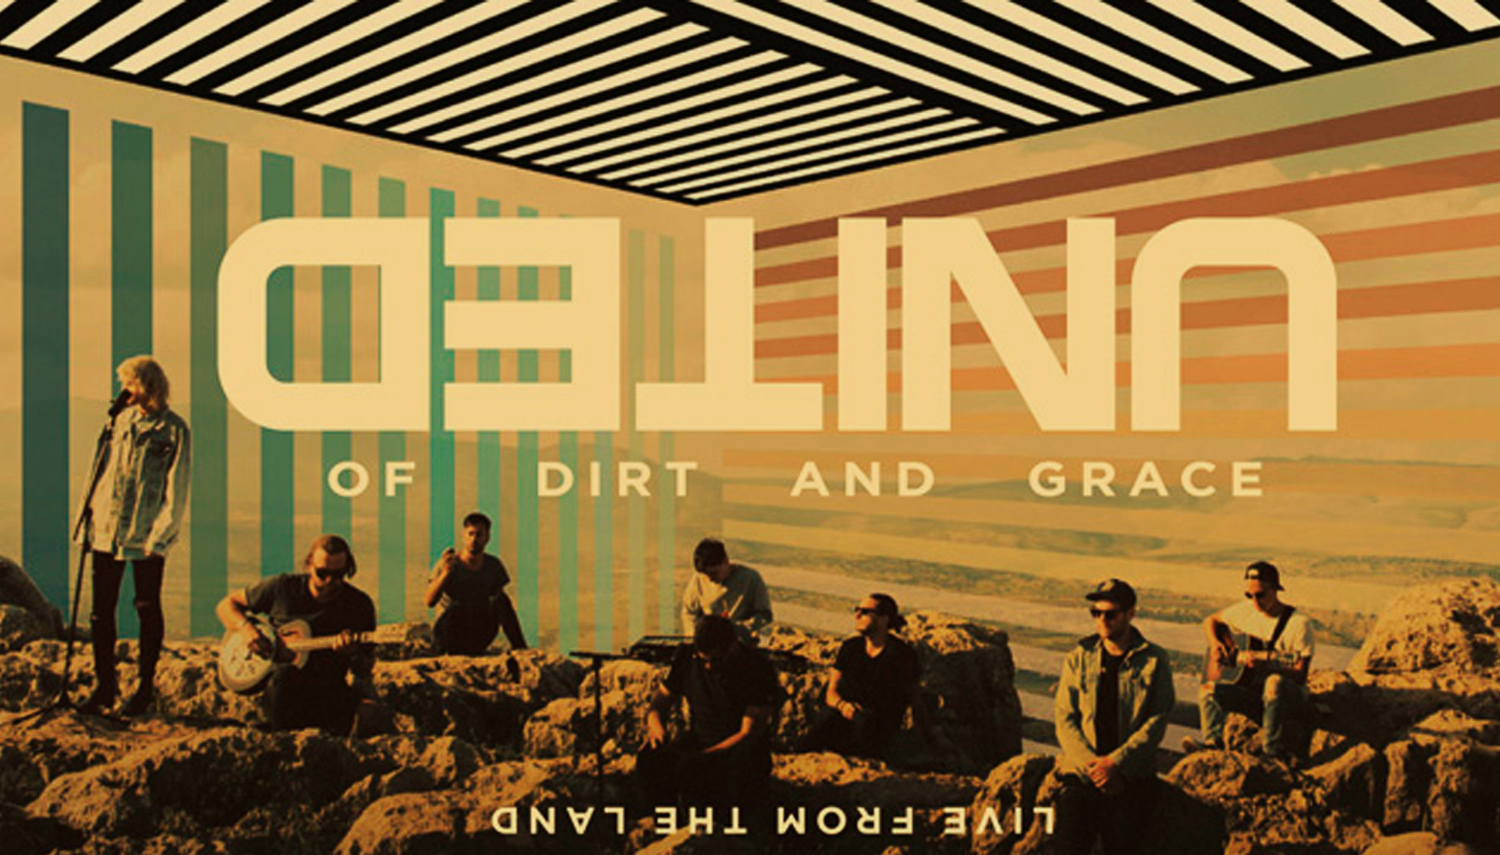 UNITED
OF DIRT AND GRACE
LIVE FROM THE LAND